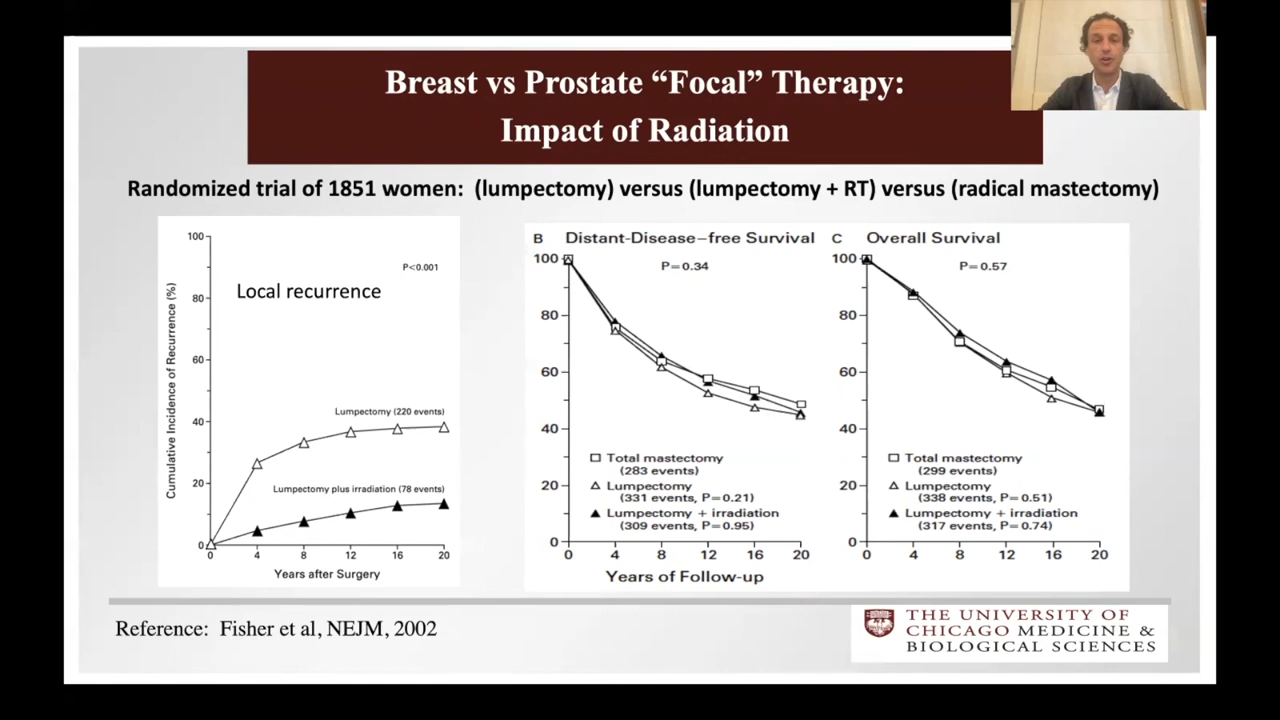 Breast vs Prostate “Focal” Therapy:
Impact of Radiation
Randomized trial of 1851 women:  (lumpectomy) versus (lumpectomy + RT) versus (radical mastectomy)
100
80
60
40
20
0
Cumulative Incidence of Recurrence (%)
P<0.001
Local recurrence
Lumpectomy (220 events)
Lumpectomy plus irradiation (78 events)
0 4 8 12 16 20
Years after Surgery
B Distant-Disease–free Survival
P=0.34
100
80
60
40
20
0
Total mastectomy
(283 events)
Lumpectomy
(331 events, P=0.21)
Lumpectomy + irradiation
(309 events, P=0.95)
0 4 8 12 16 20
Years of Follow-up
C Overall Survival
P=0.57
100
80
60
40
20
0
Total mastectomy
(299 events)
Lumpectomy
(338 events, P=0.51)
Lumpectomy + irradiation
(317 events, P=0.74)
0 4 8 12 16 20
Reference:  Fisher et al, NEJM, 2002
THE UNIVERSITY OF
CHICAGO MEDICINE &
BIOLOGICAL SCIENCES